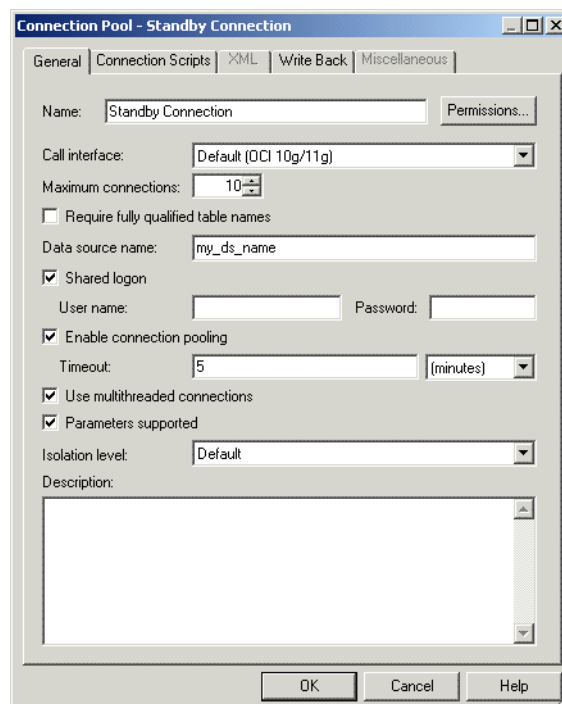 Connection Pool - Standby Connection
General Connection Scripts XML Write Back Miscellaneous
Name: Standby Connection Permissions...
Call interface: Default (OCI 10g/11g)
Maximum connections: 10
Require fully qualified table names
Data source name: my_ds_name
Shared logon
User name: Password:
Enable connection pooling
Timeout: 5 (minutes)
Use multithreaded connections
Parameters supported
Isolation level: Default
Description:
OK Cancel Help